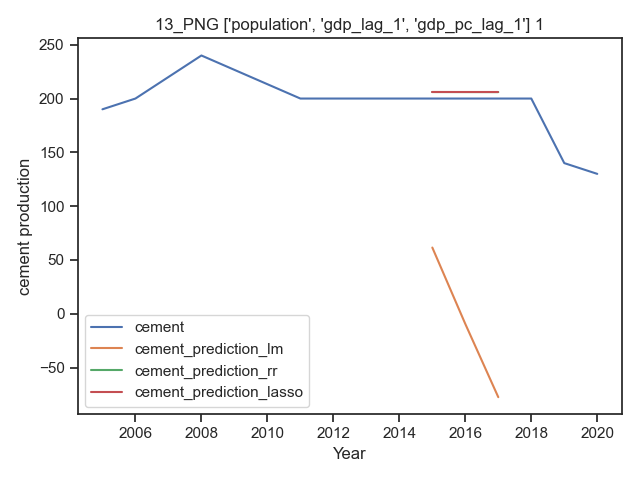 13_PNG ['population', 'gdp_lag_1', 'gdp_pc_lag_1'] 1
250
200
150
100
50
0
−50
cement production
cement
cement_prediction_lm
cement_prediction_rr
cement_prediction_lasso
2006 2008 2010 2012 2014 2016 2018 2020
Year